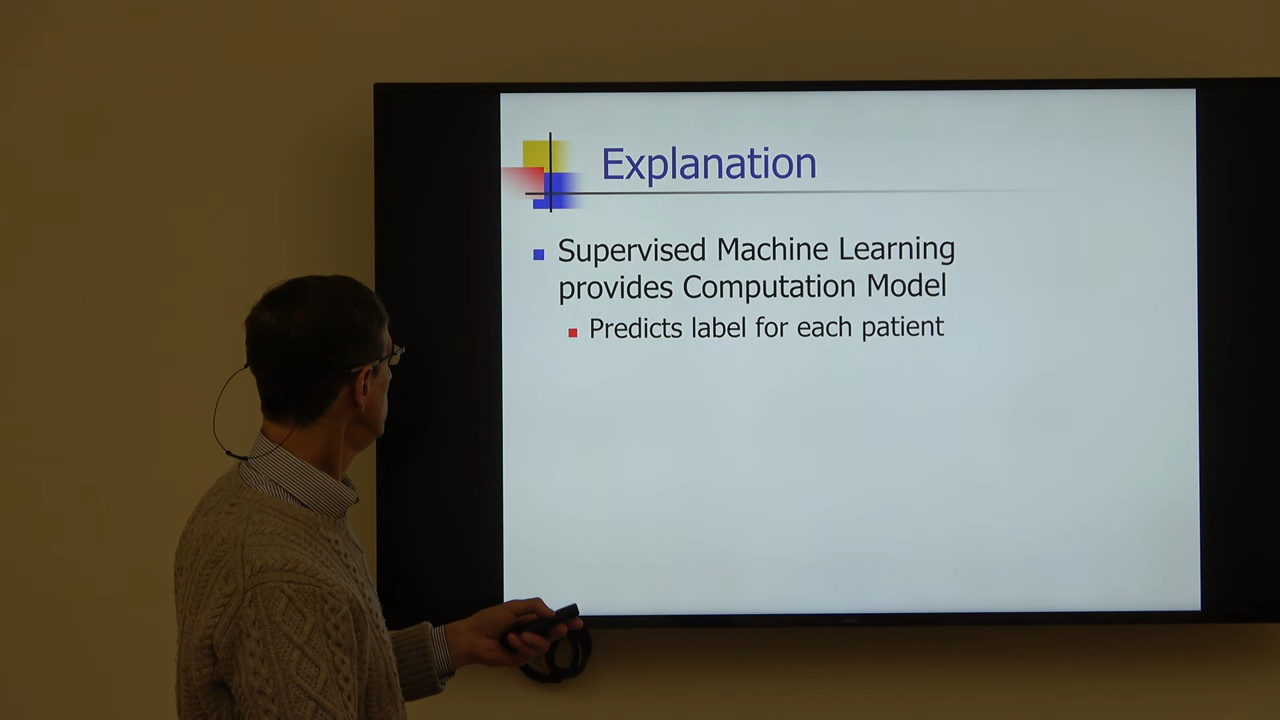 Explanation
Supervised Machine Learning
provides Computation Model
Predicts label for each patient